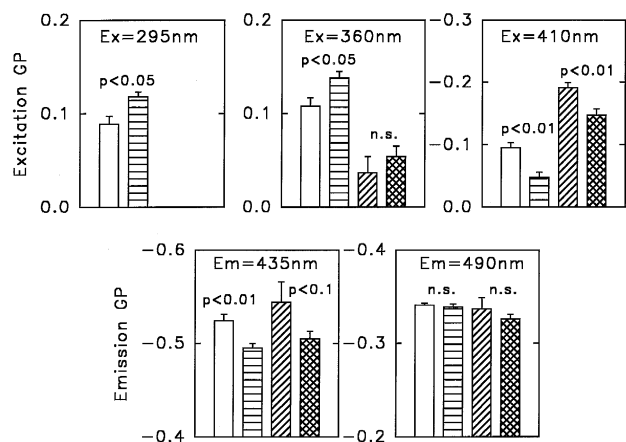 Excitation GP
0.2
0.1
0.0
Ex=295nm
p<0.05
0.2
0.1
0.0
Ex=360nm
p<0.05
n.s.
−0.3
−0.2
−0.1
0.0
Ex=410nm
p<0.01
p<0.01
Emission GP
−0.6
−0.5
−0.4
Em=435nm
p<0.01
p<0.1
−0.4
−0.3
−0.2
Em=490nm
n.s.
n.s.